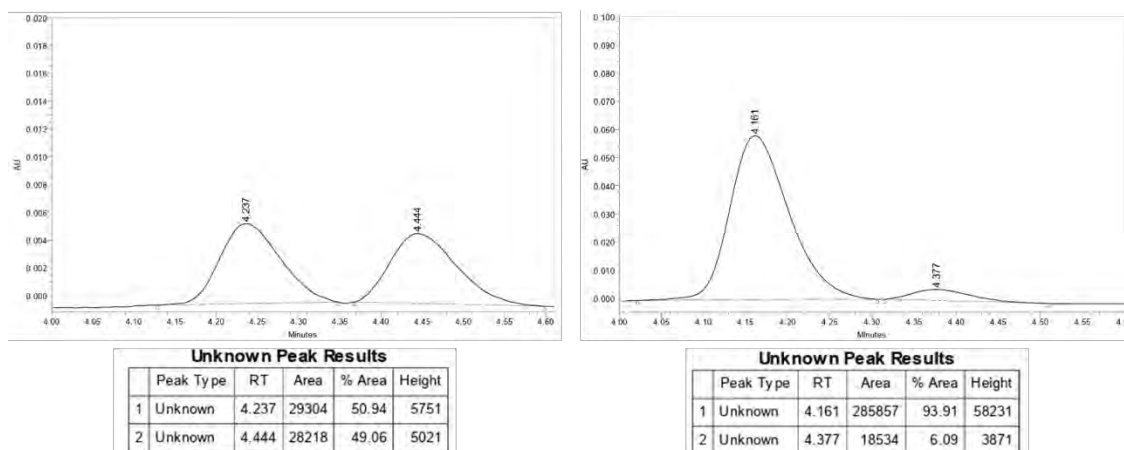 0.020
0.018
0.016
0.014
0.012
0.010
0.008
0.006
0.004
0.002
0.000
AU
4.237
4.444
4.00 4.05 4.10 4.15 4.20 4.25 4.30 4.35 4.40 4.45 4.50 4.55 4.60
Minutes
Unknown Peak Results
Peak Type RT Area % Area Height
1 Unknown 4.237 29304 50.94 5751
2 Unknown 4.444 28218 49.06 5021
0.100
0.090
0.080
0.070
0.060
0.050
0.040
0.030
0.020
0.010
0.000
AU
4.161
4.377
4.00 4.05 4.10 4.15 4.20 4.25 4.30 4.35 4.40 4.45 4.50 4.55
Minutes
Unknown Peak Results
Peak Type RT Area % Area Height
1 Unknown 4.161 285857 93.91 58231
2 Unknown 4.377 18534 6.09 3871